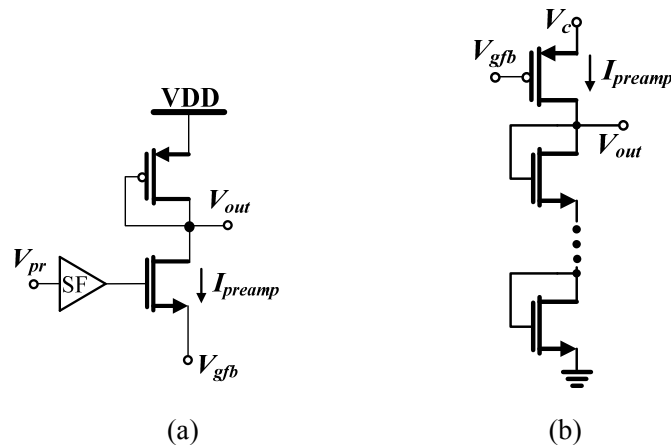 VDD
V_out
V_pr
SF
I_preamp
V_gfb
(a)
V_c
V_gfb
I_preamp
V_out
(b)